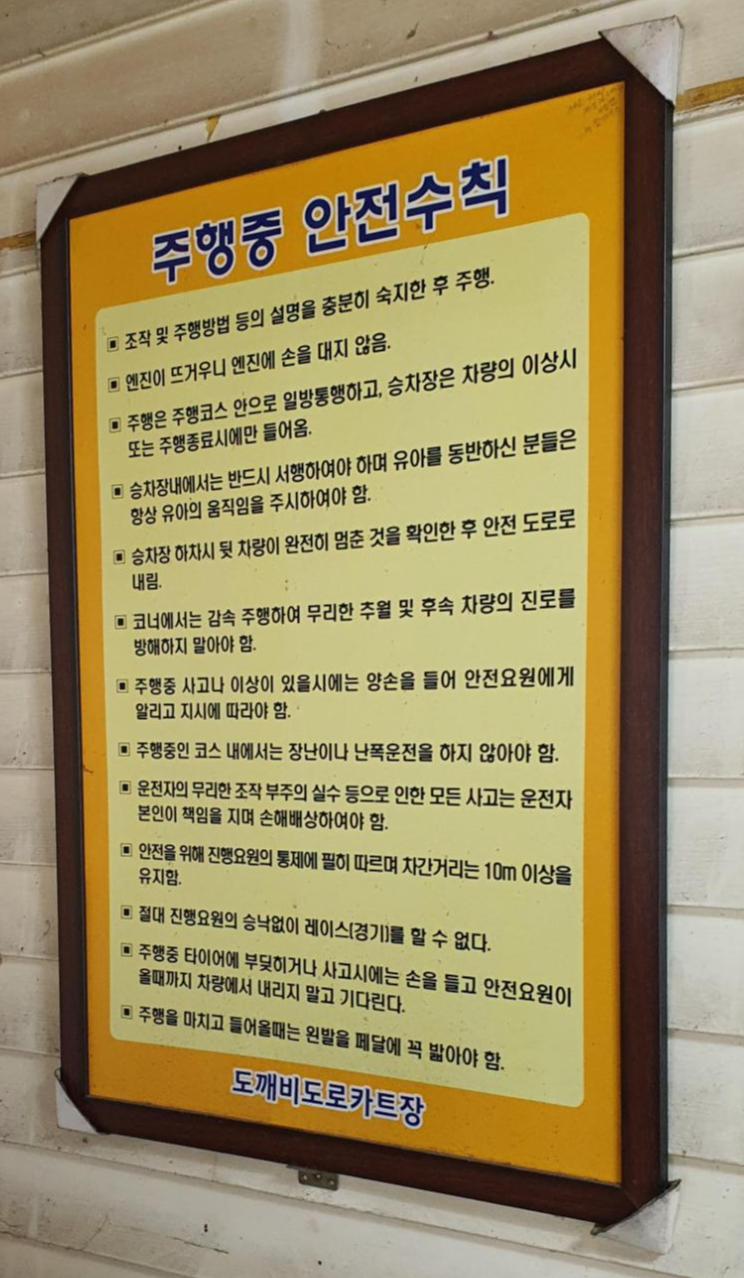 주행중 안전수칙
▣ 조작 및 주행방법 등의 설명을 충분히 숙지한 후 주행.
▣ 엔진이 뜨거우니 엔진에 손을 대지 않음.
▣ 주행은 주행코스 안으로 일방통행하고, 승차장은 차량의 이상시
또는 주행종료시에만 들어옴.
▣ 승차장내에서는 반드시 서행하여야 하며 유아를 동반하신 분들은
항상 유아의 움직임을 주시하여야 함.
▣ 승차장 하차시 뒷 차량이 완전히 멈춘 것을 확인한 후 안전 도로로
내림.
▣ 코너에서는 감속 주행하여 무리한 추월 및 후속 차량의 진로를
방해하지 말아야 함.
▣ 주행중 사고나 이상이 있을시에는 양손을 들어 안전요원에게
알리고 지시에 따라야 함.
▣ 주행중인 코스 내에서는 장난이나 난폭운전을 하지 않아야 함.
▣ 운전자의 무리한 조작 부주의 실수 등으로 인한 모든 사고는 운전자
본인이 책임을 지며 손해배상하여야 함.
▣ 안전을 위해 진행요원의 통제에 필히 따르며 차간거리는 10m 이상을
유지함.
▣ 절대 진행요원의 승낙없이 레이스(경기)를 할 수 없다.
▣ 주행중 타이어에 부딪히거나 사고시에는 손을 들고 안전요원이
올때까지 차량에서 내리지 말고 기다린다.
▣ 주행을 마치고 들어올때는 왼발을 페달에 꼭 밟아야 함.
도깨비도로카트장